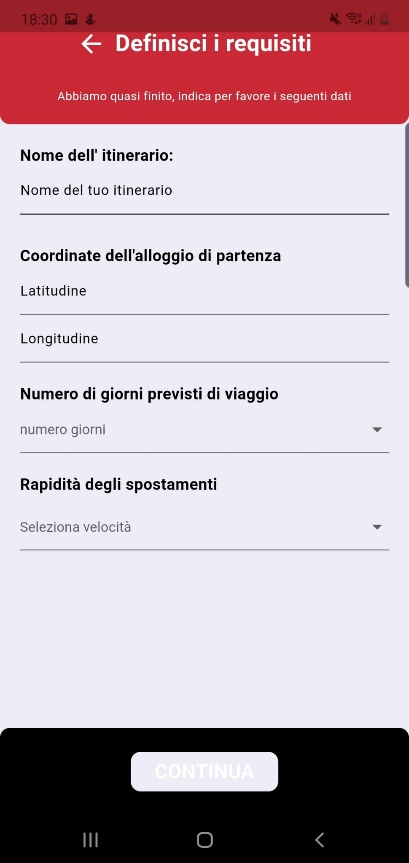 18:30
Definisci i requisiti
Abbiamo quasi finito, indica per favore i seguenti dati
Nome dell' itinerario:
Nome del tuo itinerario
Coordinate dell'alloggio di partenza
Latitudine
Longitudine
Numero di giorni previsti di viaggio
numero giorni
Rapidità degli spostamenti
Seleziona velocità
CONTINUA